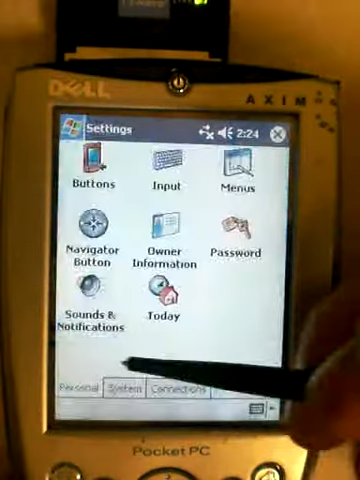 DELL
AXIM
Settings
2:24
Buttons
Input
Menus
Navigator
Button
Owner
Information
Password
Sounds &
Notifications
Today
Personal
System
Connections
Pocket PC